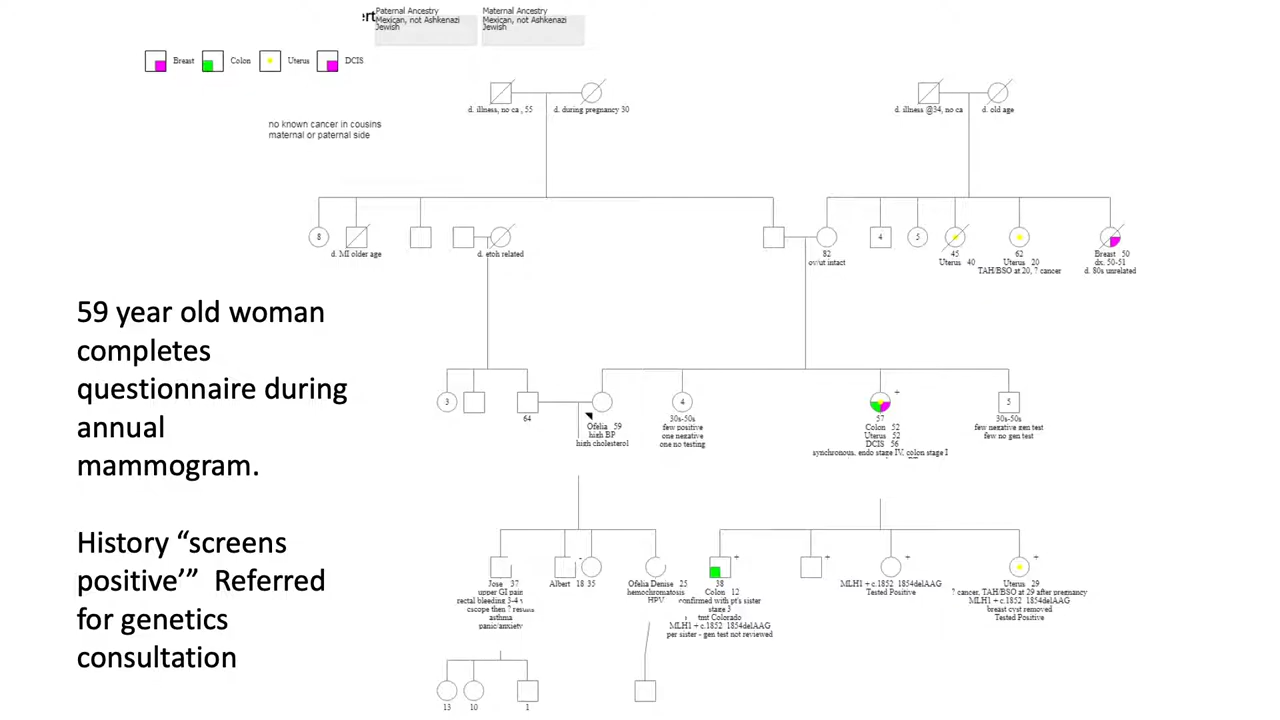 ert
Paternal Ancestry
Mexican, not Ashkenazi
Jewish
Maternal Ancestry
Mexican, not Ashkenazi
Jewish
Breast
Colon
Uterus
DCIS
no known cancer in cousins
maternal or paternal side
d. illness, no ca , 55
d. during pregnancy 30
d. illness @34, no ca
d. old age
8
d. MI older age
d. etoh related
82
ov/ut intact
4
5
45
Uterus 40
62
Uterus 20
TAH/BSO at 20, ? cancer
Breast 50
dx. 50-51
d. 80s unrelated
59 year old woman
completes
questionnaire during
annual
mammogram.
History “screens
positive’” Referred
for genetics
consultation
3
64
Ofelia 59
high BP
high cholesterol
4
30s-50s
few positive
one negative
one no testing
+
57
Colon 52
Uterus 52
DCIS 56
synchronous, endo stage IV, colon stage I
5
30s-50s
few negative gen test
few no gen test
Jose 37
upper GI pain
rectal bleeding 3-4
cscope then ?
asthma
panic/anxiety
-
Albert 18
35
Ofelia Denise 25
hemochromatosis
HPV
+
38
Colon 12
confirmed with pt's sister
stage 3
tmt Colorado
MLH1 + c.1852_1854delAAG
per sister - gen test not reviewed
+
+
MLH1 + c.1852_1854delAAG
Tested Positive
+
Uterus 29
? cancer, TAH/BSO at 29 after pregnancy
MLH1 + c.1852_1854delAAG
breast cyst removed
Tested Positive
13
10
1